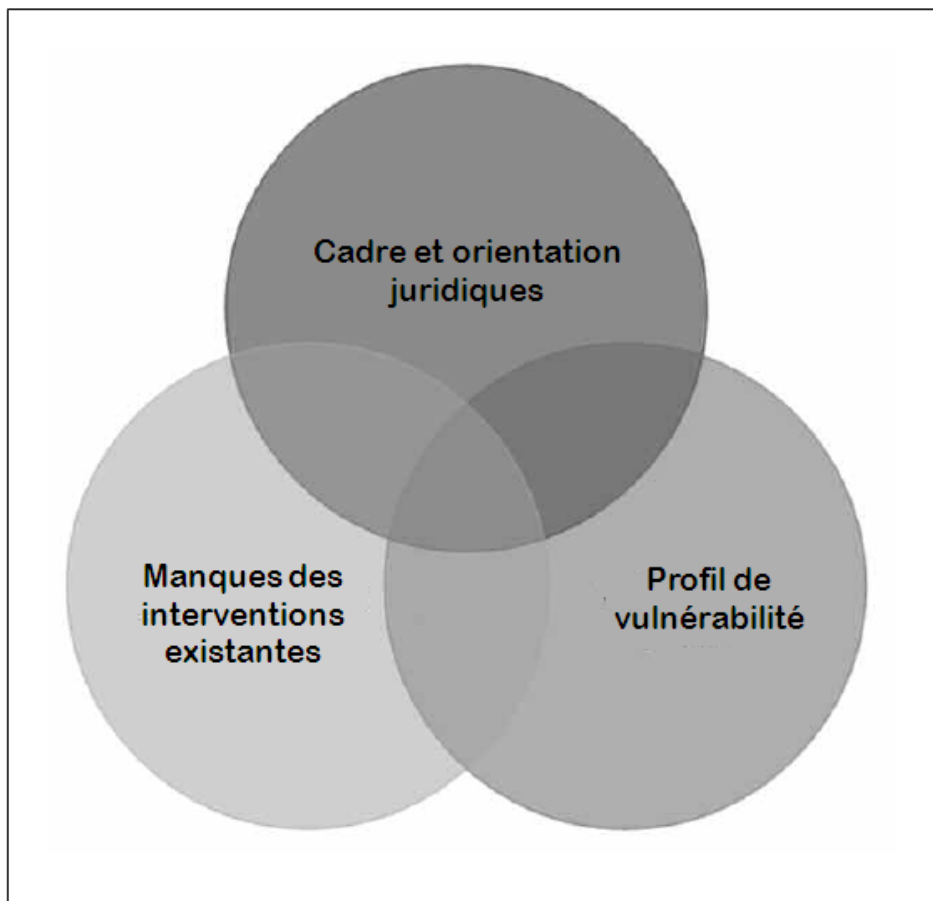 Cadre et orientation
juridiques
Manques des
interventions
existantes
Profil de
vulnérabilité